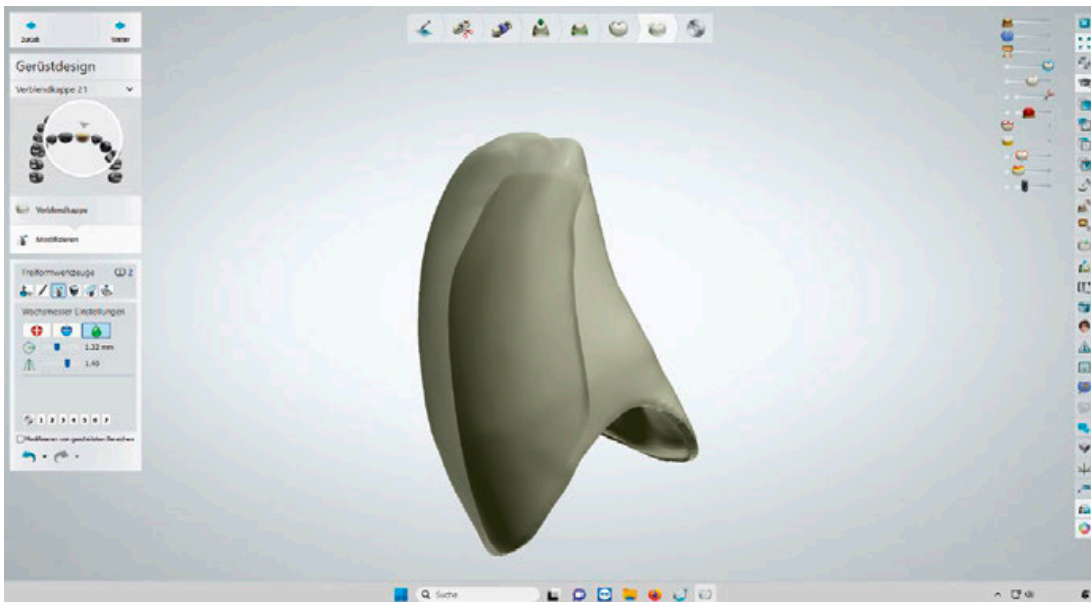 Zurück
Weiter
Gerüstdesign
Verblendkappe 21
Verblendkappe
Modifizieren
Freiformwerkzeuge 2
Wachsmesser Einstellungen
1.32 mm
1.40
1 2 3 4 5 6 7
Modifizieren von geschützten Bereichen
Suche